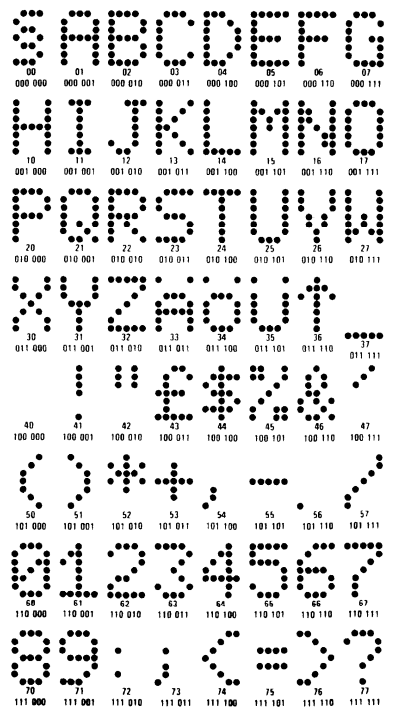 § A B C D E F G
00 01 02 03 04 05 06 07
000 000 000 001 000 010 000 011 000 100 000 101 000 110 000 111
H I J K L M N O
10 11 12 13 14 15 16 17
001 000 001 001 001 010 001 011 001 100 001 101 001 110 001 111
P Q R S T U V W
20 21 22 23 24 25 26 27
010 000 010 001 010 010 010 011 010 100 010 101 010 110 010 111
X Y Z Ä Ö Ü ↑ _
30 31 32 33 34 35 36 37
011 000 011 001 011 010 011 011 011 100 011 101 011 110 011 111
! " £ $ % & '
40 41 42 43 44 45 46 47
100 000 100 001 100 010 100 011 100 100 100 101 100 110 100 111
( ) * + , - . /
50 51 52 53 54 55 56 57
101 000 101 001 101 010 101 011 101 100 101 101 101 110 101 111
0 1 2 3 4 5 6 7
60 61 62 63 64 65 66 67
110 000 110 001 110 010 110 011 110 100 110 101 110 110 110 111
8 9 : ; < = > ?
70 71 72 73 74 75 76 77
111 000 111 001 111 010 111 011 111 100 111 101 111 110 111 111